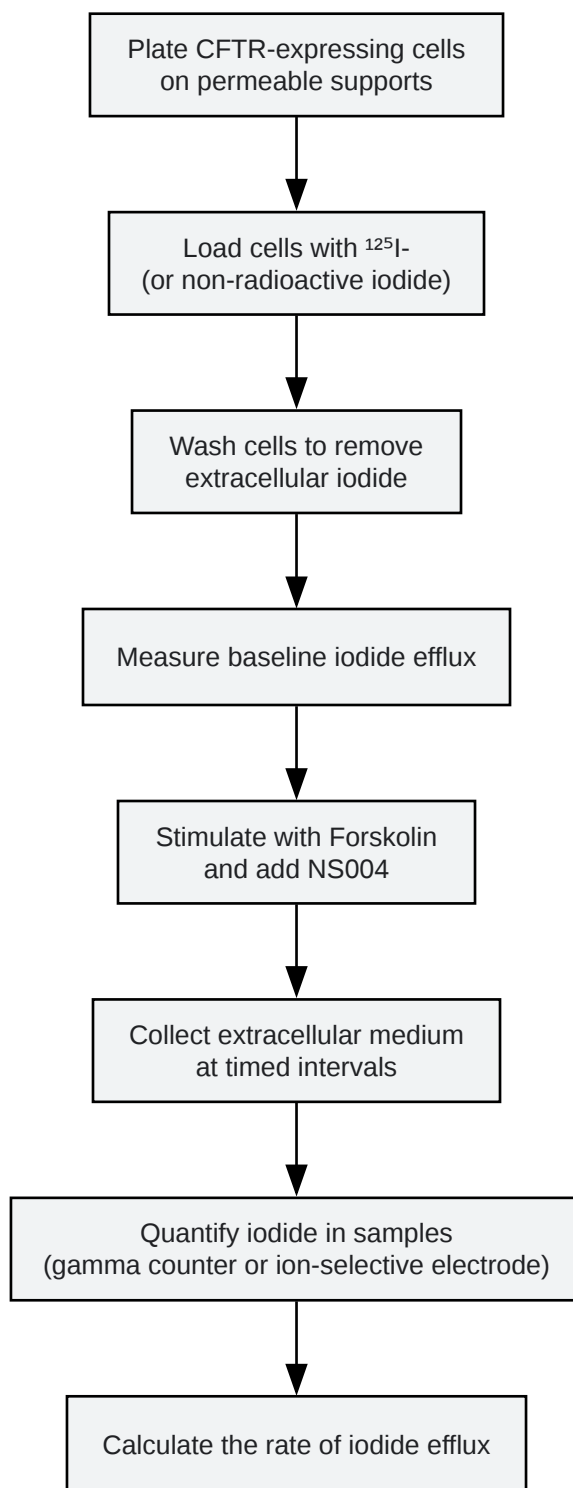 Plate CFTR-expressing cells
on permeable supports
Load cells with ¹²⁵I-
(or non-radioactive iodide)
Wash cells to remove
extracellular iodide
Measure baseline iodide efflux
Stimulate with Forskolin
and add NS004
Collect extracellular medium
at timed intervals
Quantify iodide in samples
(gamma counter or ion-selective electrode)
Calculate the rate of iodide efflux